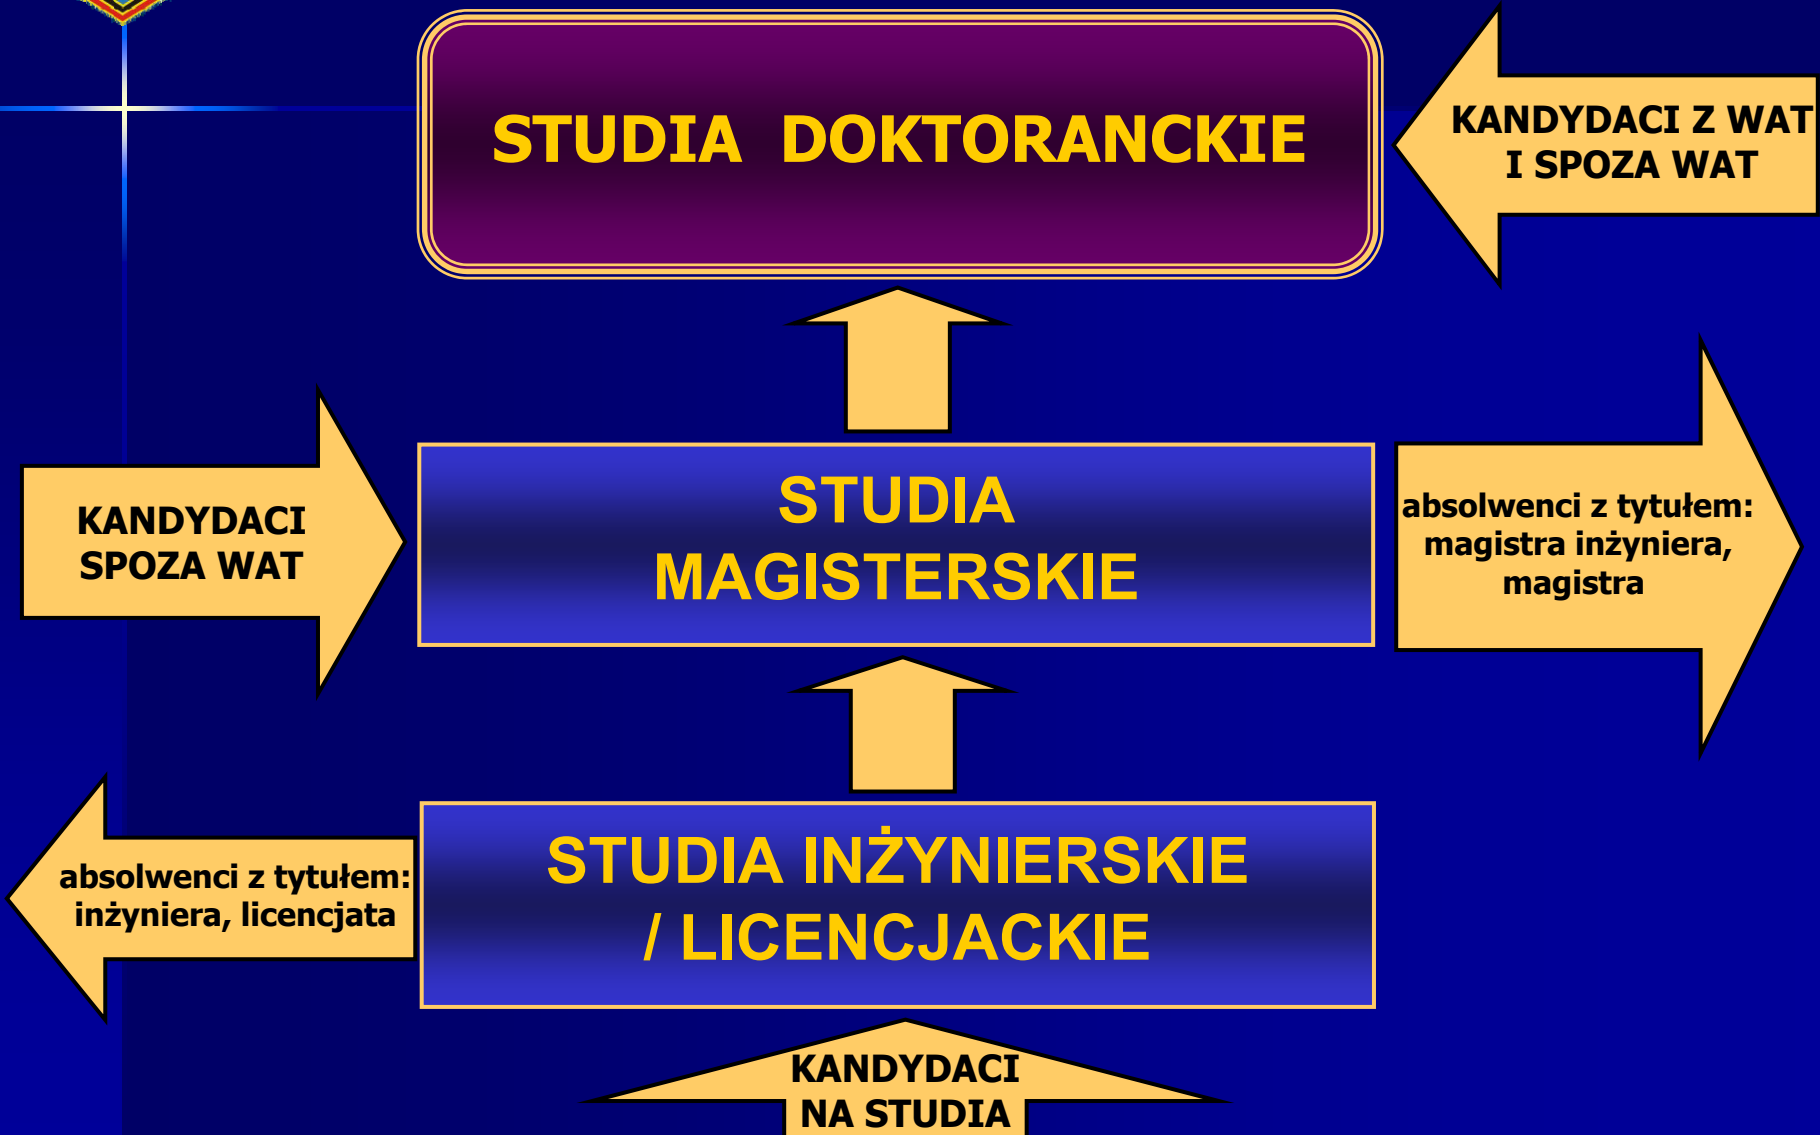 STUDIA DOKTORANCKIE
KANDYDACI Z WAT
I SPOZA WAT
KANDYDACI
SPOZA WAT
STUDIA
MAGISTERSKIE
absolwenci z tytułem:
magistra inżyniera,
magistra
absolwenci z tytułem:
inżyniera, licencjata
STUDIA INŻYNIERSKIE
/ LICENCJACKIE
KANDYDACI
NA STUDIA